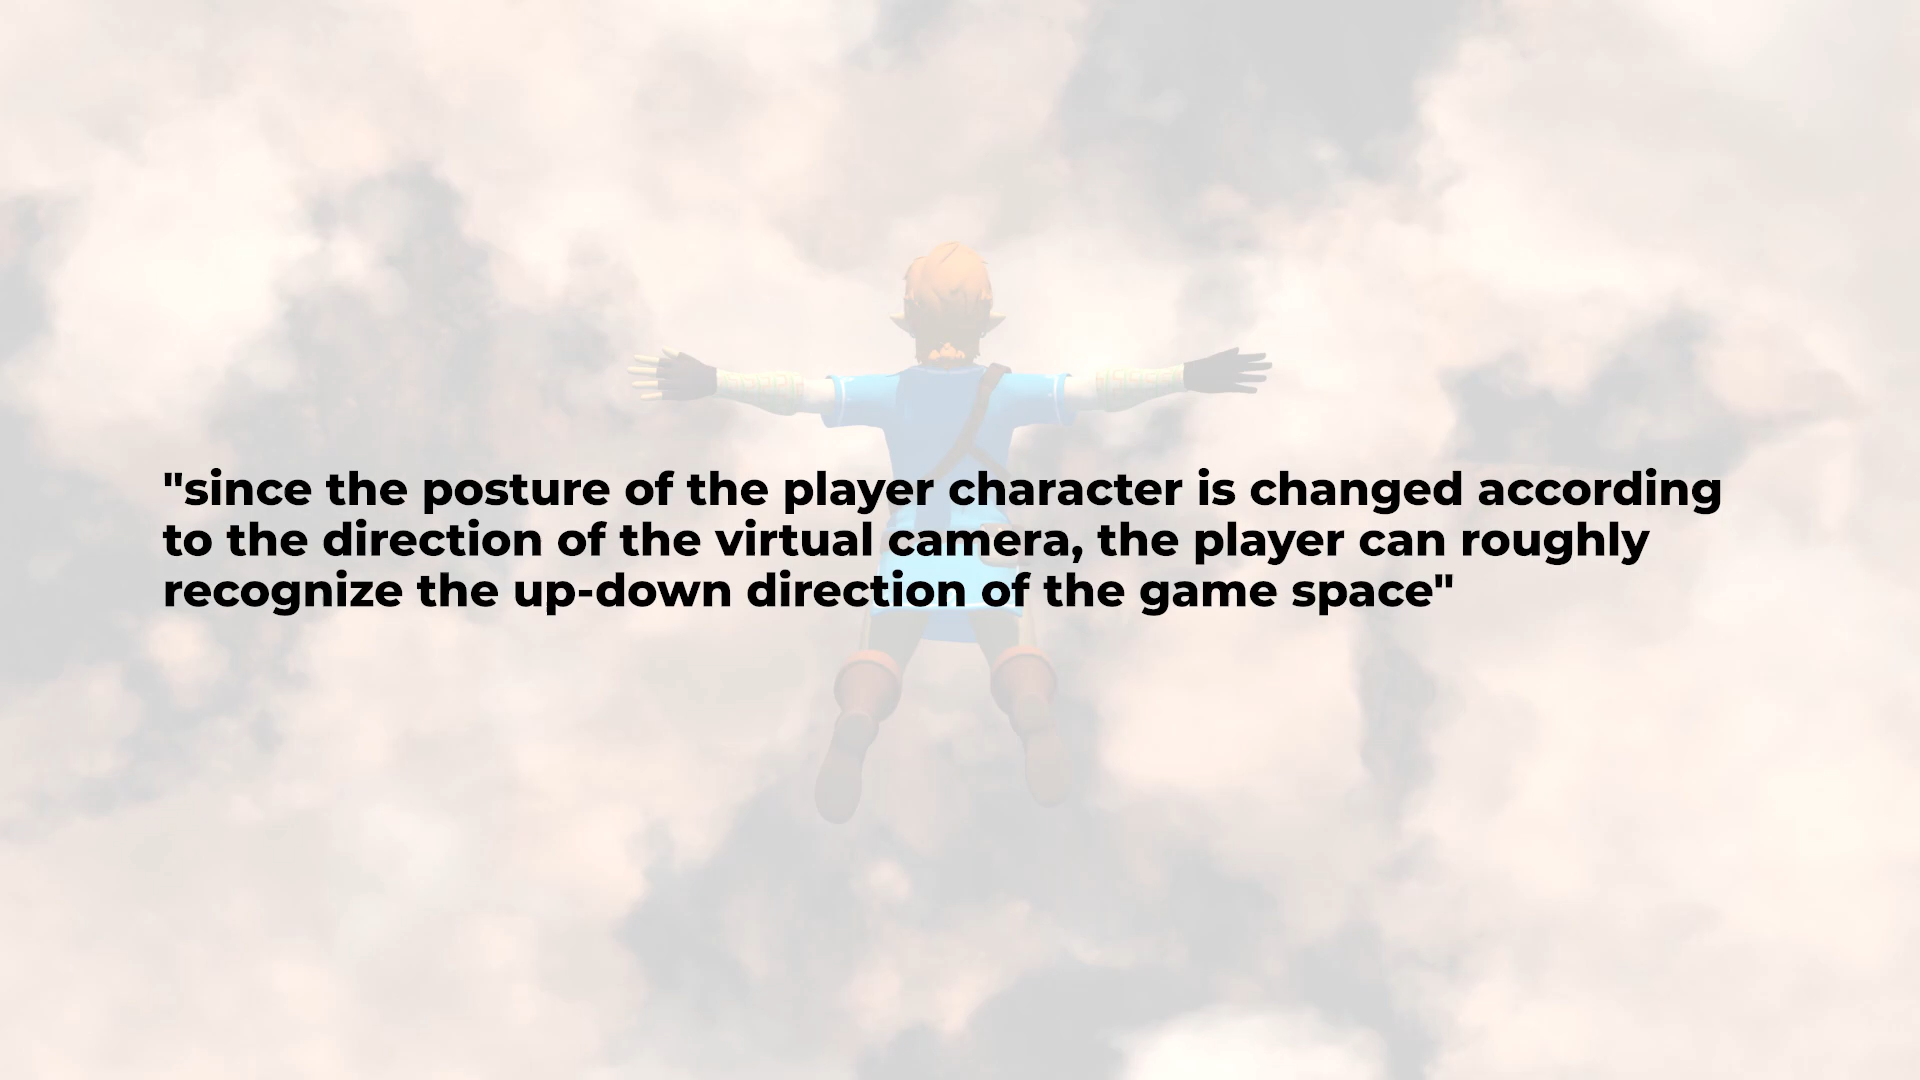 "since the posture of the player character is changed according
to the direction of the virtual camera, the player can roughly
recognize the up-down direction of the game space"